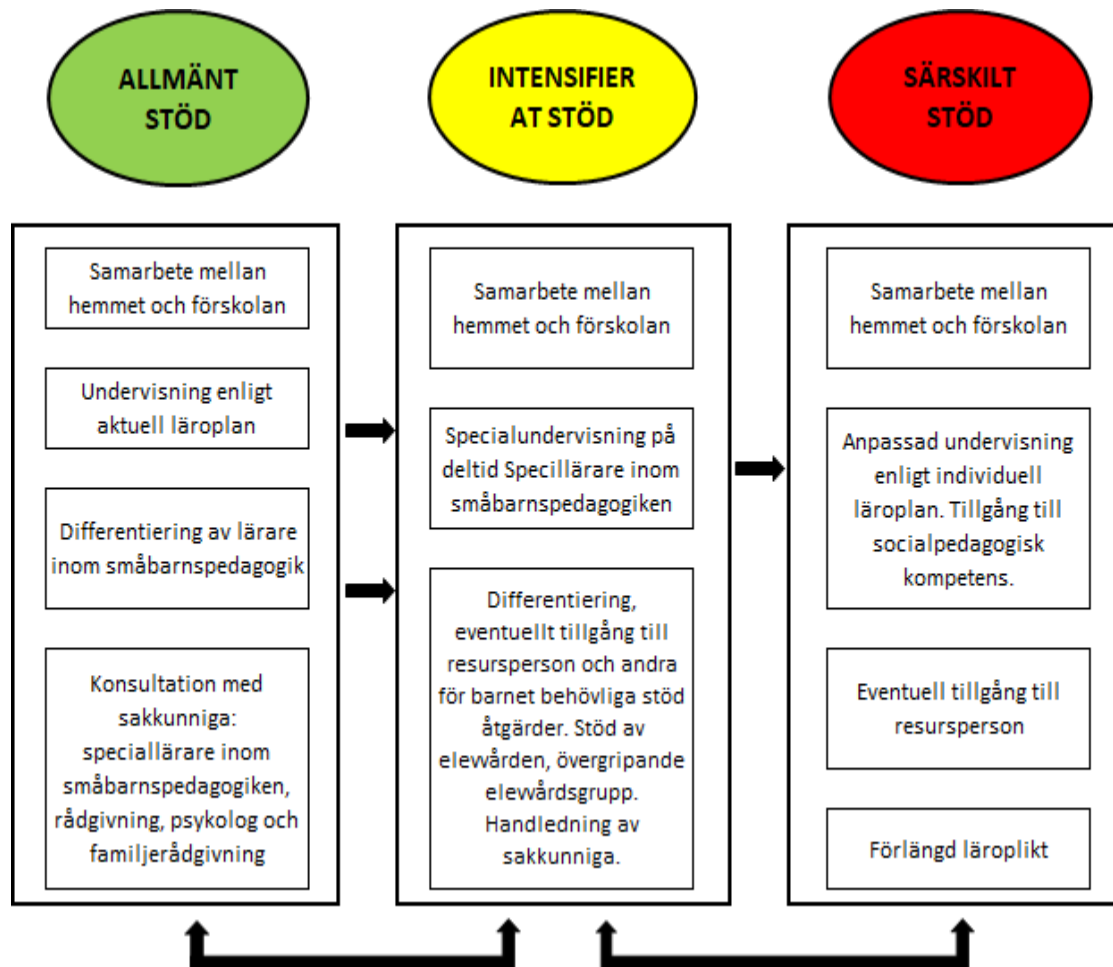 ALLMÄNT
STÖD
Samarbete mellan
hemmet och förskolan
Undervisning enligt
aktuell läroplan
Differentiering av lärare
inom småbarnspedagogik
Konsultation med
sakkunniga:
speciallärare inom
småbarnspedagogiken,
rådgivning, psykolog och
familjerådgivning
INTENSIFIER
AT STÖD
Samarbete mellan
hemmet och förskolan
Specialundervisning på
deltid Specillärare inom
småbarnspedagogiken
Differentiering,
eventuellt tillgång till
resursperson och andra
för barnet behövliga stöd
åtgärder. Stöd av
elevvården, övergripande
elevvårdsgrupp.
Handledning av
sakkunniga.
SÄRSKILT
STÖD
Samarbete mellan
hemmet och förskolan
Anpassad undervisning
enligt individuell
läroplan. Tillgång till
socialpedagogisk
kompetens.
Eventuell tillgång till
resursperson
Förlängd läroplikt